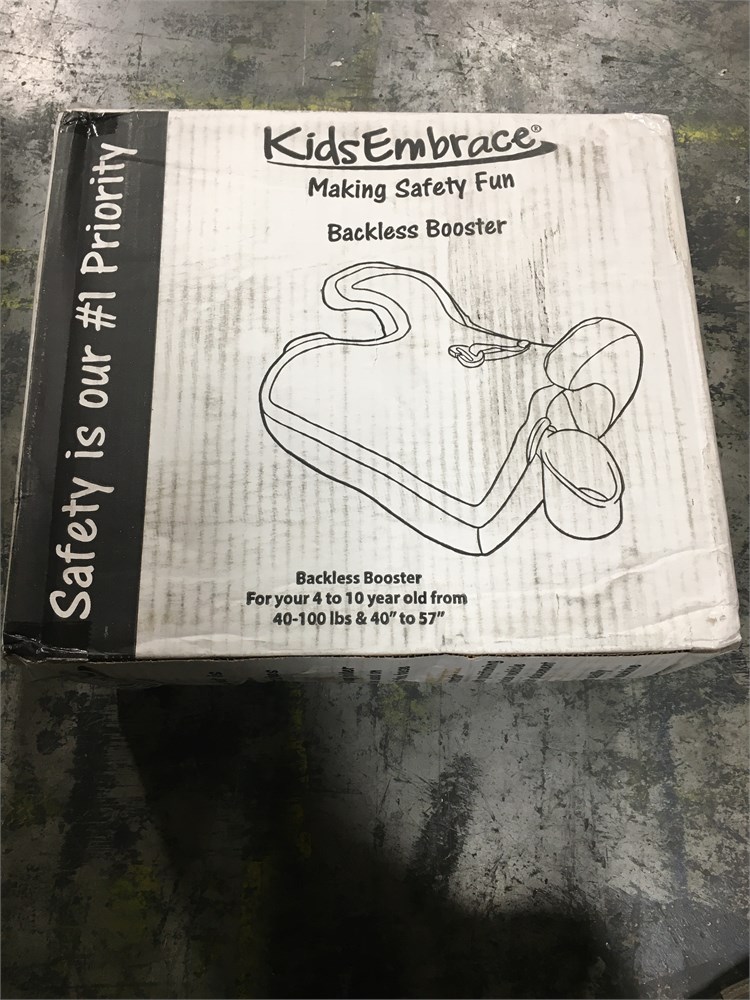 Safety is our #1 Priority
KidsEmbrace®
Making Safety Fun
Backless Booster
Backless Booster
For your 4 to 10 year old from
40-100 lbs & 40” to 57”